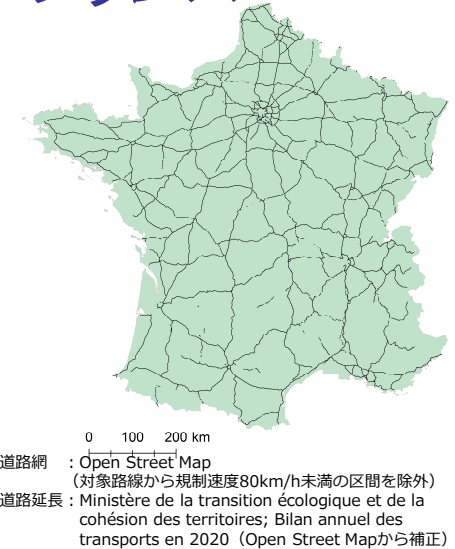 0 100 200 km
道路網 : Open Street Map
（対象路線から規制速度80km/h未満の区間を除外）
道路延長 : Ministère de la transition écologique et de la
cohésion des territoires; Bilan annuel des
transports en 2020（Open Street Mapから補正）